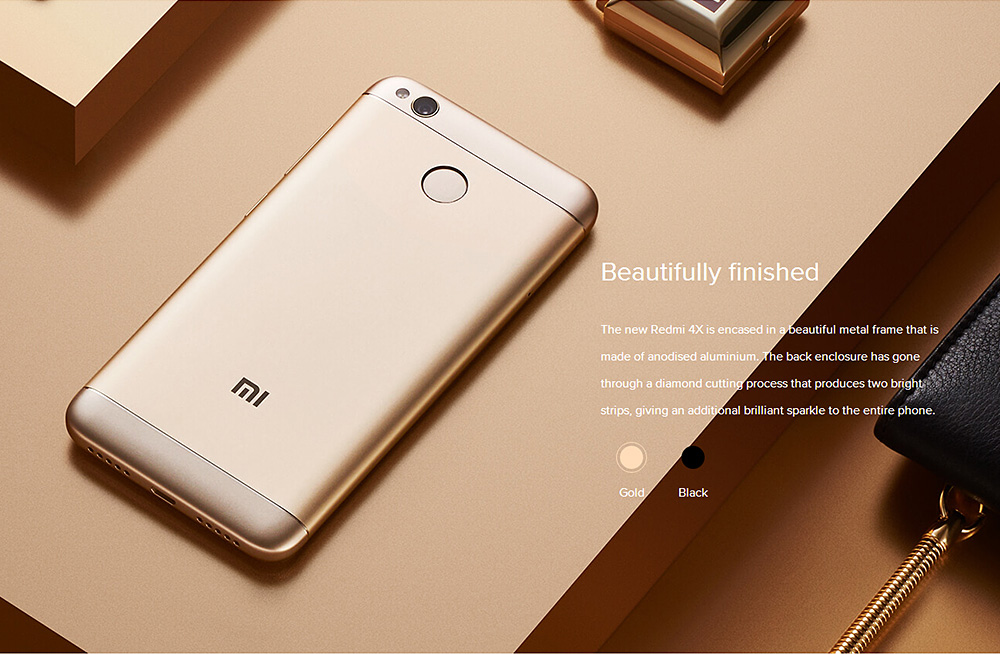 Beautifully finished
The new Redmi 4X is encased in a beautiful metal frame that is
made of anodised aluminium. The back enclosure has gone
through a diamond cutting process that produces two bright
strips, giving an additional brilliant sparkle to the entire phone.
Gold Black
MI